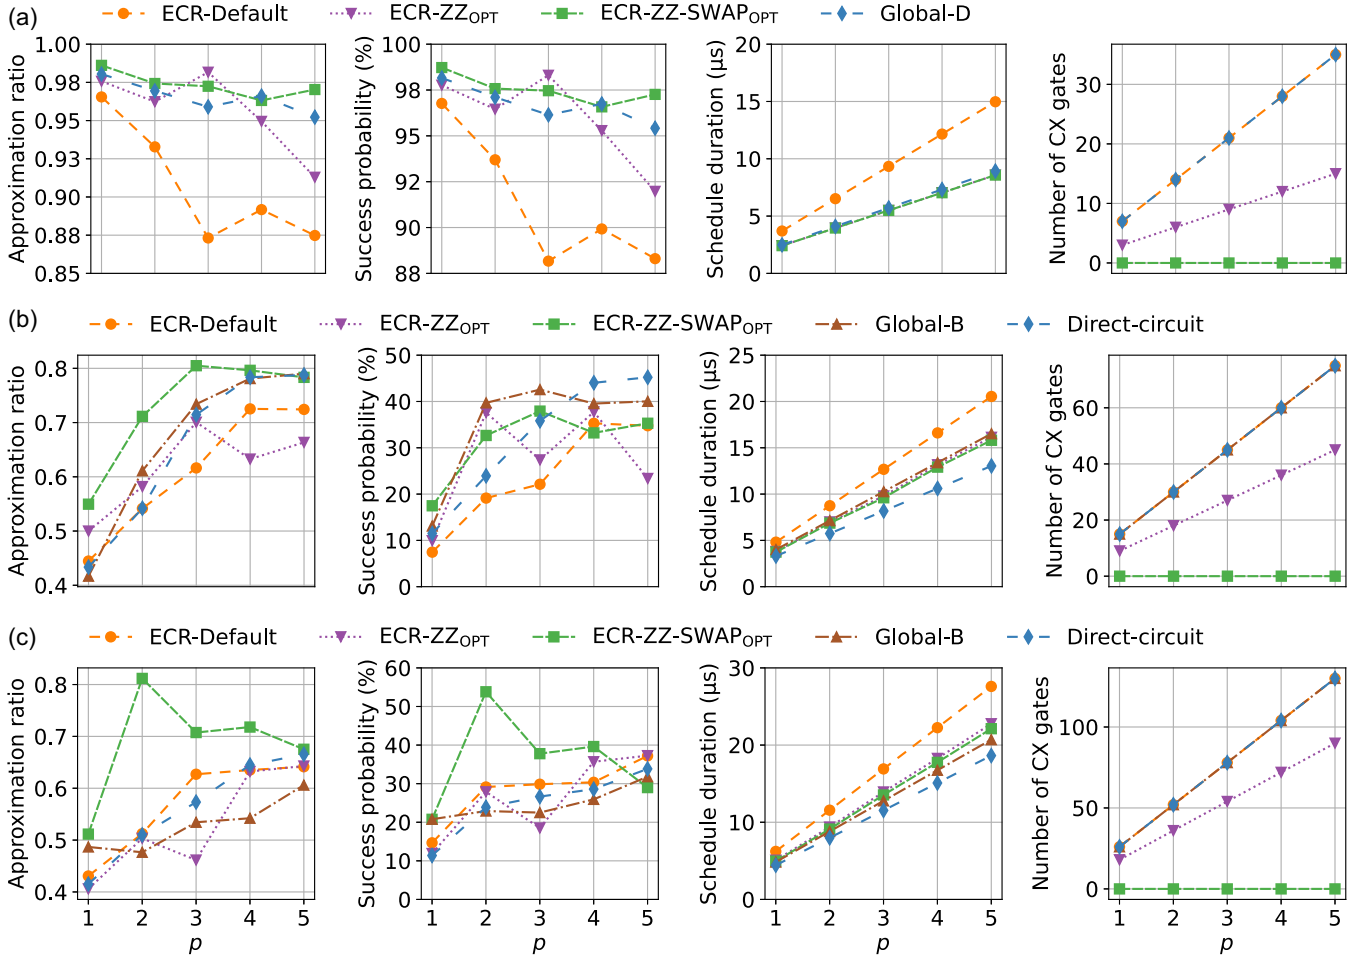 (a)
ECR-Default ECR-ZZOPT ECR-ZZ-SWAPOPT Global-D
Approximation ratio
1.00
0.98
0.95
0.93
0.90
0.88
0.85
Success probability (%)
100
98
95
92
90
88
Schedule duration (µs)
20
15
10
5
0
Number of CX gates
30
20
10
0
(b)
ECR-Default ECR-ZZOPT ECR-ZZ-SWAPOPT Global-B Direct-circuit
Approximation ratio
0.8
0.7
0.6
0.5
0.4
Success probability (%)
50
40
30
20
10
0
Schedule duration (µs)
25
20
15
10
5
0
Number of CX gates
60
40
20
0
(c)
ECR-Default ECR-ZZOPT ECR-ZZ-SWAPOPT Global-B Direct-circuit
Approximation ratio
0.8
0.7
0.6
0.5
0.4
1 2 3 4 5
p
Success probability (%)
60
50
40
30
20
10
0
1 2 3 4 5
p
Schedule duration (µs)
30
20
10
0
1 2 3 4 5
p
Number of CX gates
100
50
0
1 2 3 4 5
p